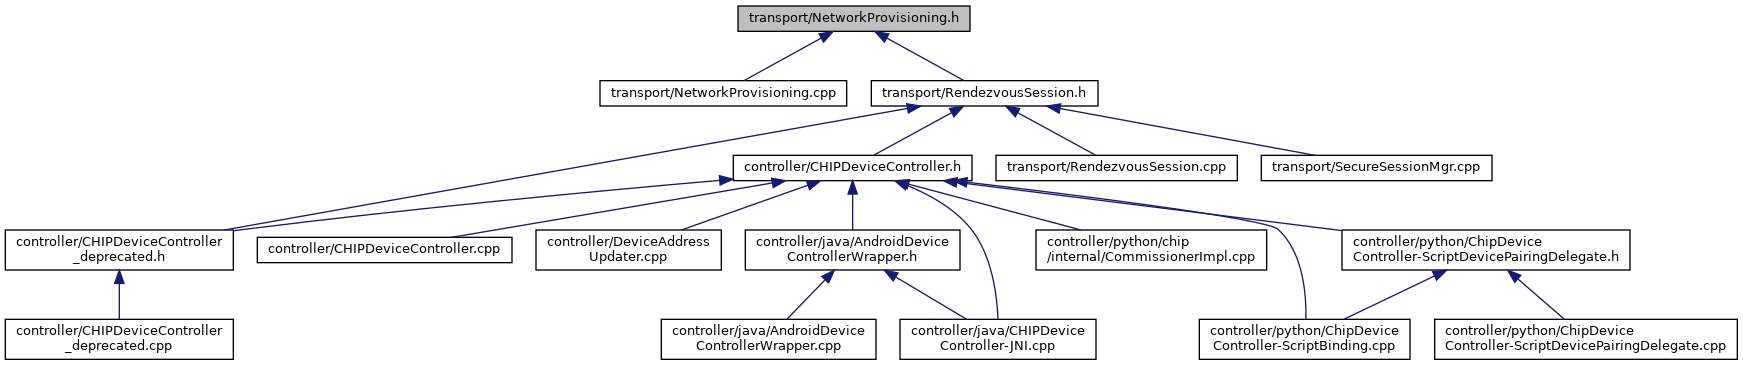 transport/NetworkProvisioning.h
transport/NetworkProvisioning.cpp
transport/RendezvousSession.h
controller/CHIPDeviceController.h
transport/RendezvousSession.cpp
transport/SecureSessionMgr.cpp
controller/CHIPDeviceController
_deprecated.h
controller/CHIPDeviceController.cpp
controller/DeviceAddress
Updater.cpp
controller/java/AndroidDevice
ControllerWrapper.h
controller/python/chip
/internal/CommissionerImpl.cpp
controller/python/ChipDevice
Controller-ScriptDevicePairingDelegate.h
controller/CHIPDeviceController
_deprecated.cpp
controller/java/AndroidDevice
ControllerWrapper.cpp
controller/java/CHIPDevice
Controller-JNI.cpp
controller/python/ChipDevice
Controller-ScriptBinding.cpp
controller/python/ChipDevice
Controller-ScriptDevicePairingDelegate.cpp